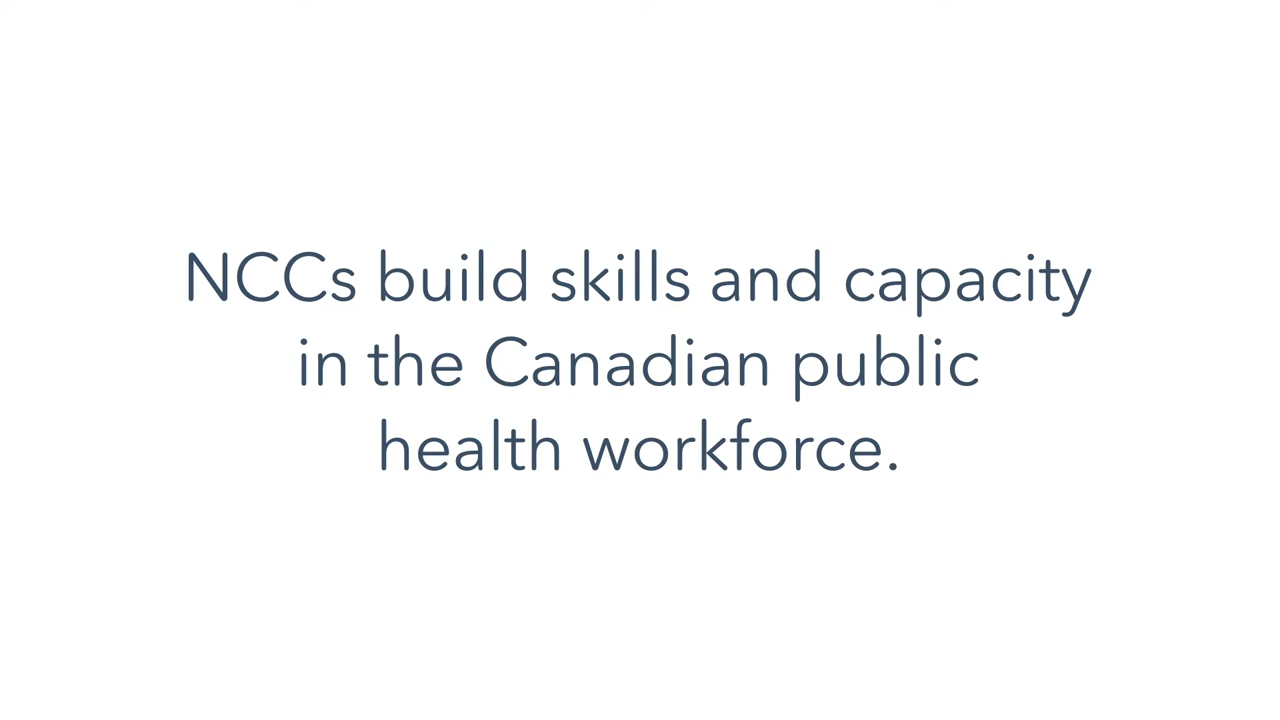 NCCs build skills and capacity
in the Canadian public
health workforce.